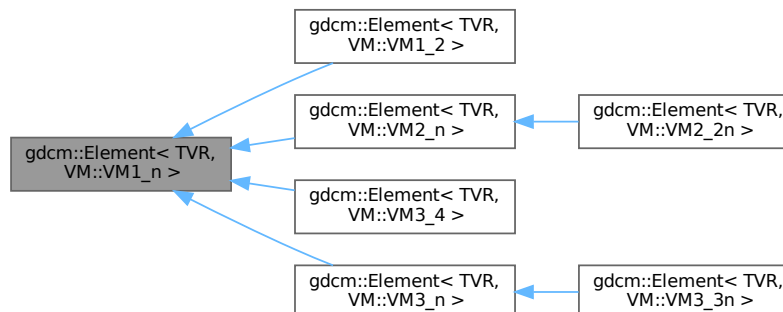 gdcm::Element< TVR,
VM::VM1_2 >
gdcm::Element< TVR,
VM::VM2_n >
gdcm::Element< TVR,
VM::VM2_2n >
gdcm::Element< TVR,
VM::VM1_n >
gdcm::Element< TVR,
VM::VM3_4 >
gdcm::Element< TVR,
VM::VM3_n >
gdcm::Element< TVR,
VM::VM3_3n >